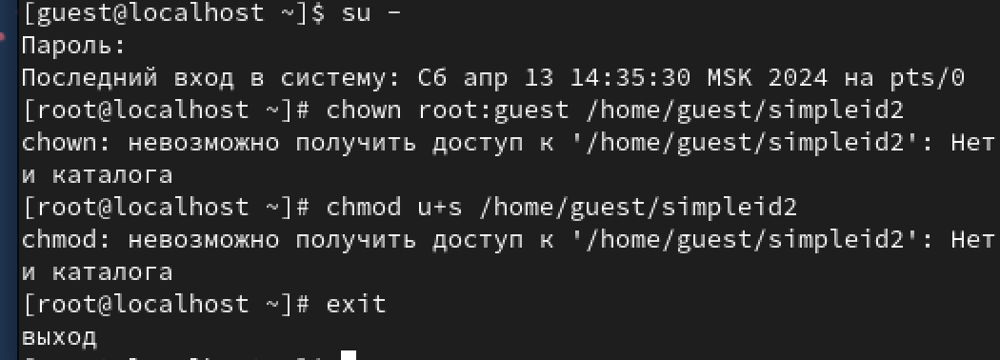 [guest@localhost ~]$ su -
Пароль:
Последний вход в систему: Сб апр 13 14:35:30 MSK 2024 на pts/0
[root@localhost ~]# chown root:guest /home/guest/simpleid2
chown: невозможно получить доступ к '/home/guest/simpleid2': Нет
и каталога
[root@localhost ~]# chmod u+s /home/guest/simpleid2
chmod: невозможно получить доступ к '/home/guest/simpleid2': Нет
и каталога
[root@localhost ~]# exit
выход